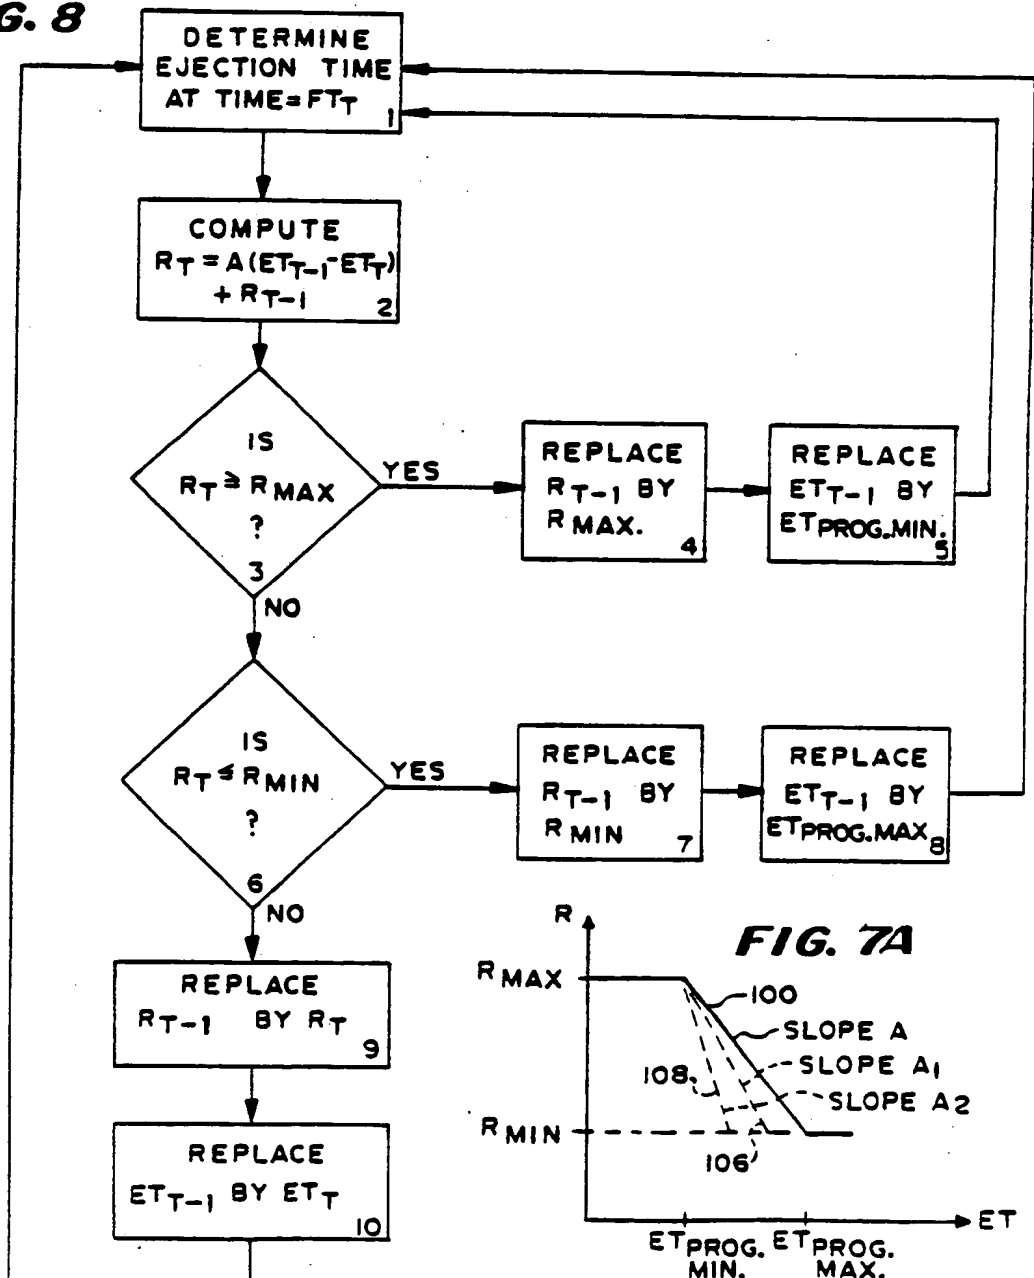 G. 8
DETERMINE
EJECTION TIME
AT TIME=FT_T
1
COMPUTE
R_T = A(ET_T-1 - ET_T)
+ R_T-1
2
IS
R_T ≥ R_MAX
?
3
YES
NO
REPLACE
R_T-1 BY
R_MAX.
4
REPLACE
ET_T-1 BY
ET_PROG.MIN.
5
IS
R_T ≤ R_MIN
?
6
YES
NO
REPLACE
R_T-1 BY
R_MIN
7
REPLACE
ET_T-1 BY
ET_PROG.MAX
8
REPLACE
R_T-1 BY R_T
9
REPLACE
ET_T-1 BY ET_T
10
FIG. 7A
R
R_MAX
100
SLOPE A
SLOPE A1
108
SLOPE A2
R_MIN
106
ET
ET_PROG. MIN.
ET_PROG. MAX.